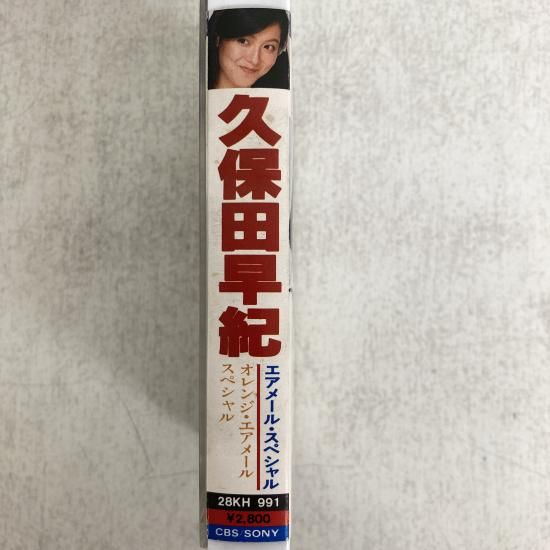 久保田早紀
エアメール・スペシャル
オレンジ・エアメール
スペシャル
28KH 991
¥2,800
CBS/SONY